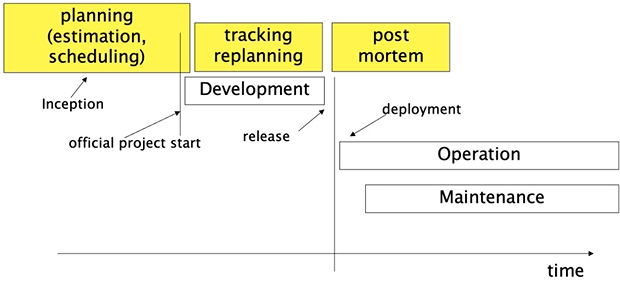 planning
(estimation,
scheduling)
tracking
replanning
post
mortem
Development
Inception
deployment
official project start
release
Operation
Maintenance
time